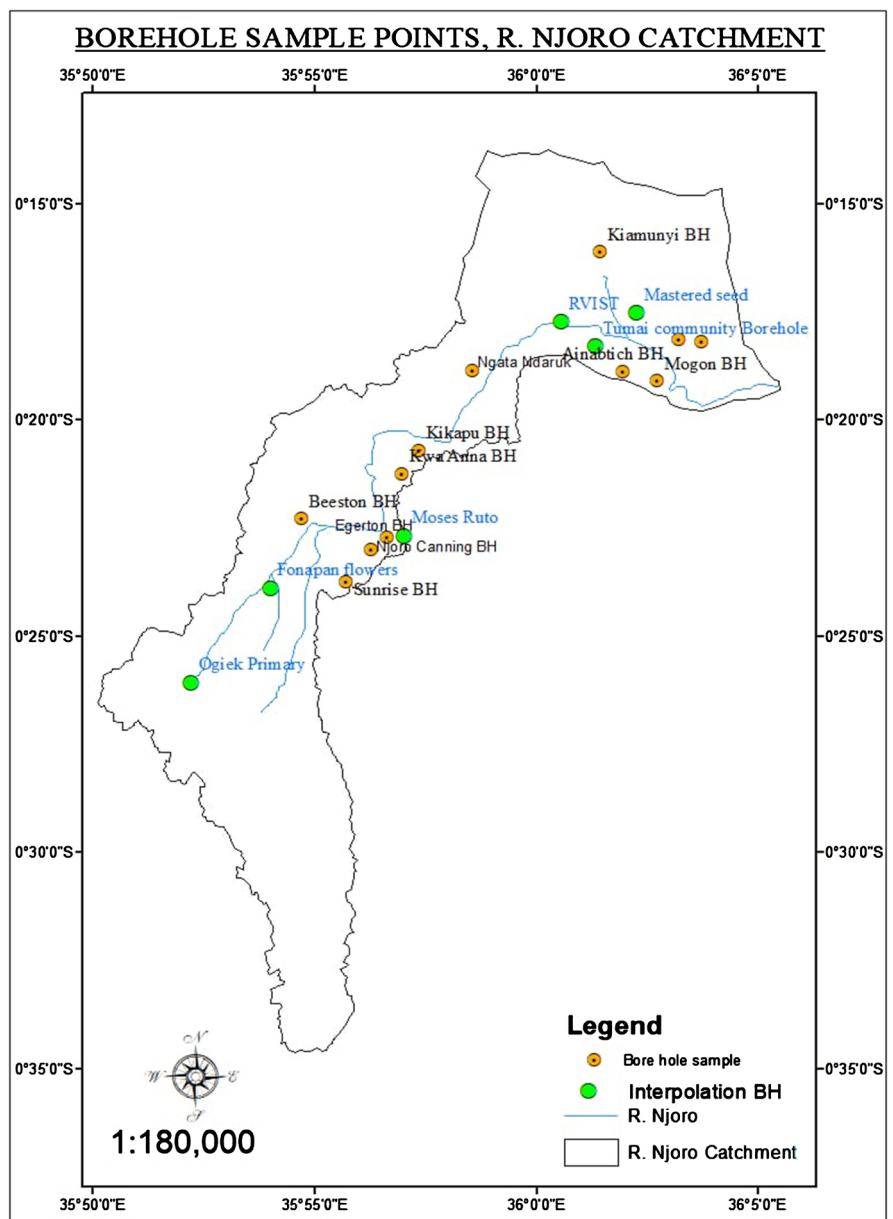 BOREHOLE SAMPLE POINTS, R. NJORO CATCHMENT
35°50'0"E 35°55'0"E 36°0'0"E 36°5'0"E
0°15'0"S 0°15'0"S
Kiamunyi BH
Mastered seed
RVIST
Tumai community Borehole
Ainabtich BH
Ngata Ndaruk
Mogon BH
0°20'0"S 0°20'0"S
Kikapu BH
Kwa Anna BH
Beeston BH
Moses Ruto
Egerton BH
Njoro Canning BH
Fonapan flowers
Sunrise BH
0°25'0"S 0°25'0"S
Ogiek Primary
0°30'0"S 0°30'0"S
Legend
N
Bore hole sample
0°35'0"S 0°35'0"S
W E
Interpolation BH
S
R. Njoro
1:180,000
R. Njoro Catchment
35°50'0"E 35°55'0"E 36°0'0"E 36°5'0"E